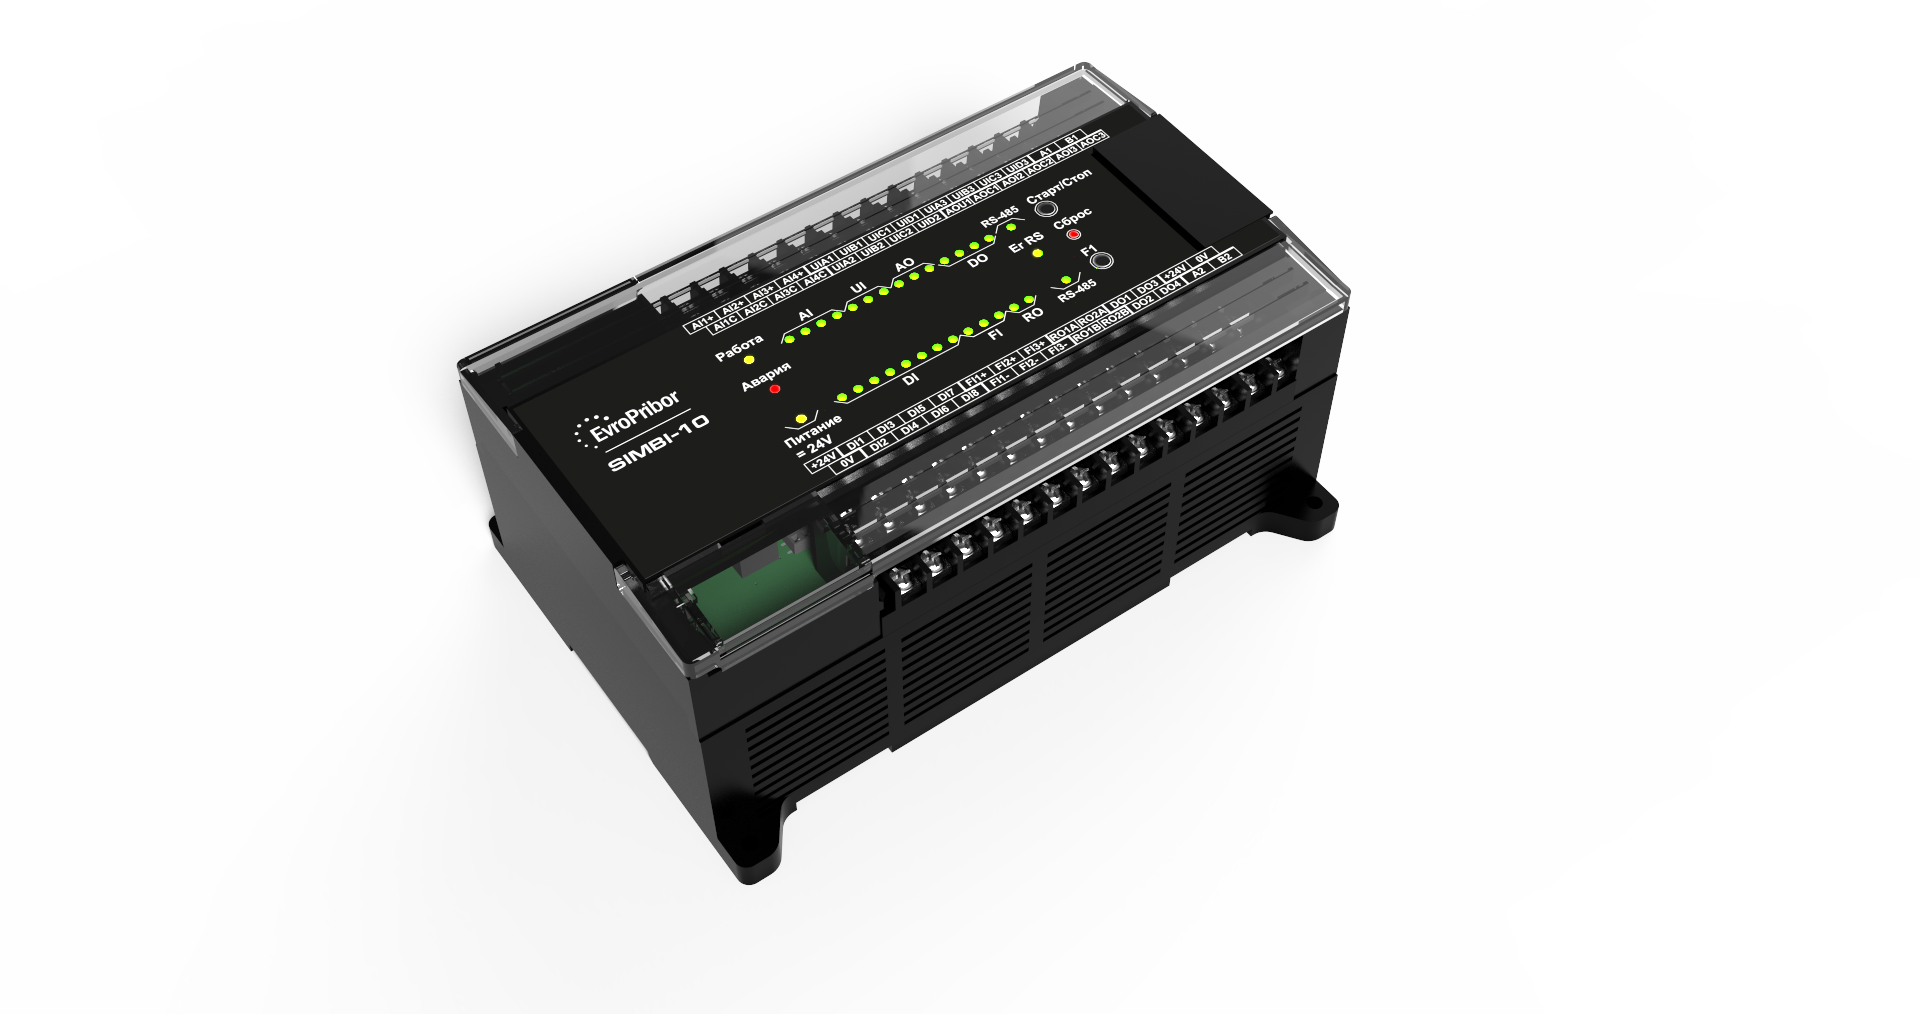 AI1+ AI2+ AI3+ AI4+ UIA1 UIB1 UIC1 UID1 UIA3 UIB3 UIC3 UID3 A1 B1
AI1C AI2C AI3C AI4C UIA2 UIB2 UIC2 UID2 AOU1 AOC1 AOI2 AOC2 AOI3 AOC3
Работа
AI
UI
AO
DO
RS-485
Старт/Стоп
Er RS
Сброс
Авария
F1
EvroPribor
SIMBI-10
Питание
= 24V
DI
FI
RO
RS-485
+24V DI1 DI3 DI5 DI7 FI1+ FI2+ FI3+ RO1A RO2A DO1 DO3 +24V 0V
0V DI2 DI4 DI6 DI8 FI1- FI2- FI3- RO1B RO2B DO2 DO4 A2 B2